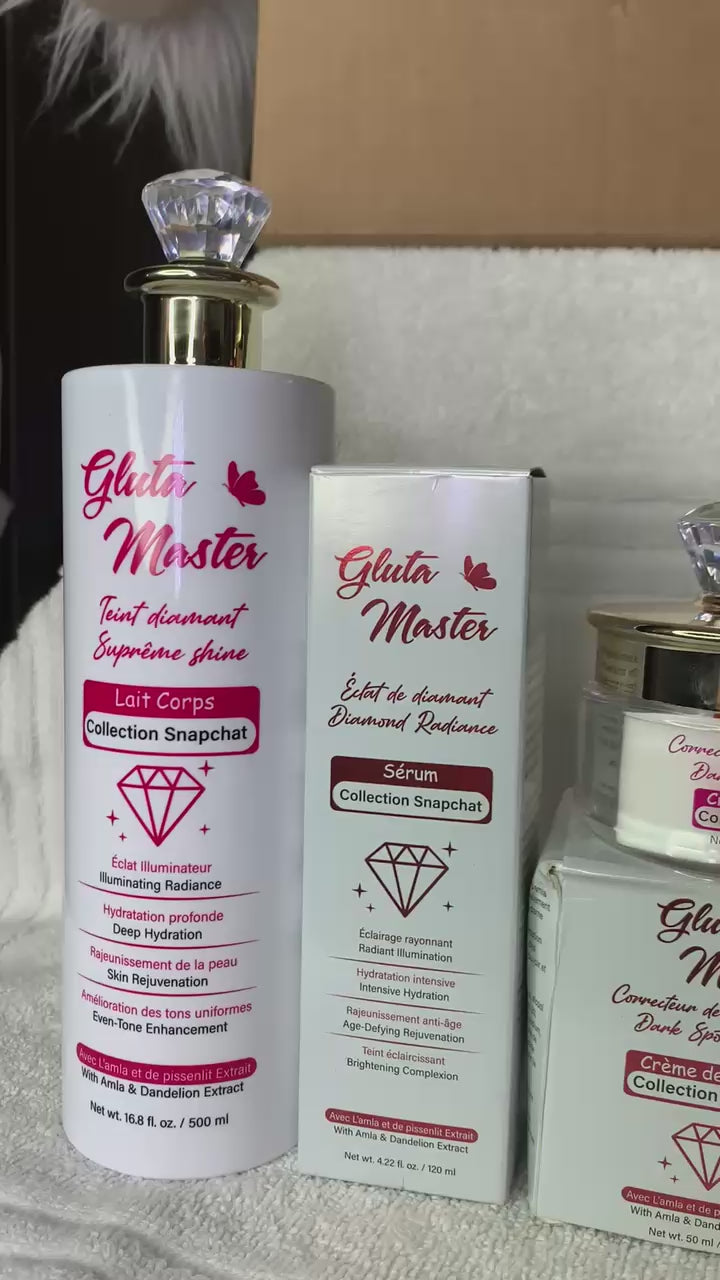 Gluta
Master
Teint diamant
Suprême shine
Lait Corps
Collection Snapchat
Éclat Illuminateur
Illuminating Radiance
Hydratation profonde
Deep Hydration
Rajeunissement de la peau
Skin Rejuvenation
Amélioration des tons uniformes
Even-Tone Enhancement
Avec L'amla et de pissenlit Extrait
With Amla & Dandelion Extract
Net wt. 16.8 fl. oz. / 500 ml
Gluta
Master
Éclat de diamant
Diamond Radiance
Sérum
Collection Snapchat
Éclairage rayonnant
Radiant Illumination
Hydratation intensive
Intensive Hydration
Rajeunissement anti-âge
Age-Defying Rejuvenation
Teint éclaircissant
Brightening Complexion
Avec L'amla et de pissenlit Extrait
With Amla & Dandelion Extract
Net wt. 4.22 fl. oz. / 120 ml
Correc
Da
C
Co
N
Glu
M
Correcteur de
Dark Spo
Crème de
Collection
Avec L'amla et de p
With Amla & Dand
Net wt. 50 ml /